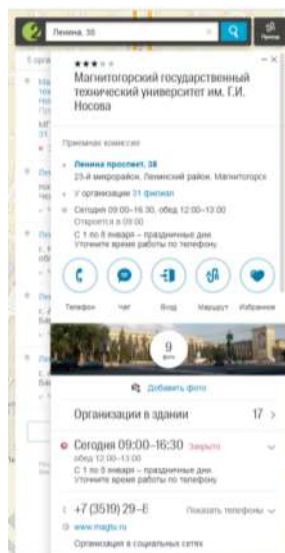 Ленина, 38
Магнитогорский государственный
технический университет им. Г.И.
Носова
Приемная комиссия
Ленина проспект, 38
23-й микрорайон, Ленинский район, Магнитогорск
У организации 31 филиал
Сегодня 09:00–16:30, обед 12:00–13:00
Откроется в 09:00
С 1 по 8 января – праздничные дни.
Уточните время работы по телефону
Телефон Чат Вход Маршрут Избранное
9
фото
Добавить фото
Организации в здании 17
Сегодня 09:00–16:30 Закрыто
обед 12:00–13:00
С 1 по 8 января – праздничные дни.
Уточните время работы по телефону
+7 (3519) 29–
Показать телефоны
www.magtu.ru
Организация в социальных сетях